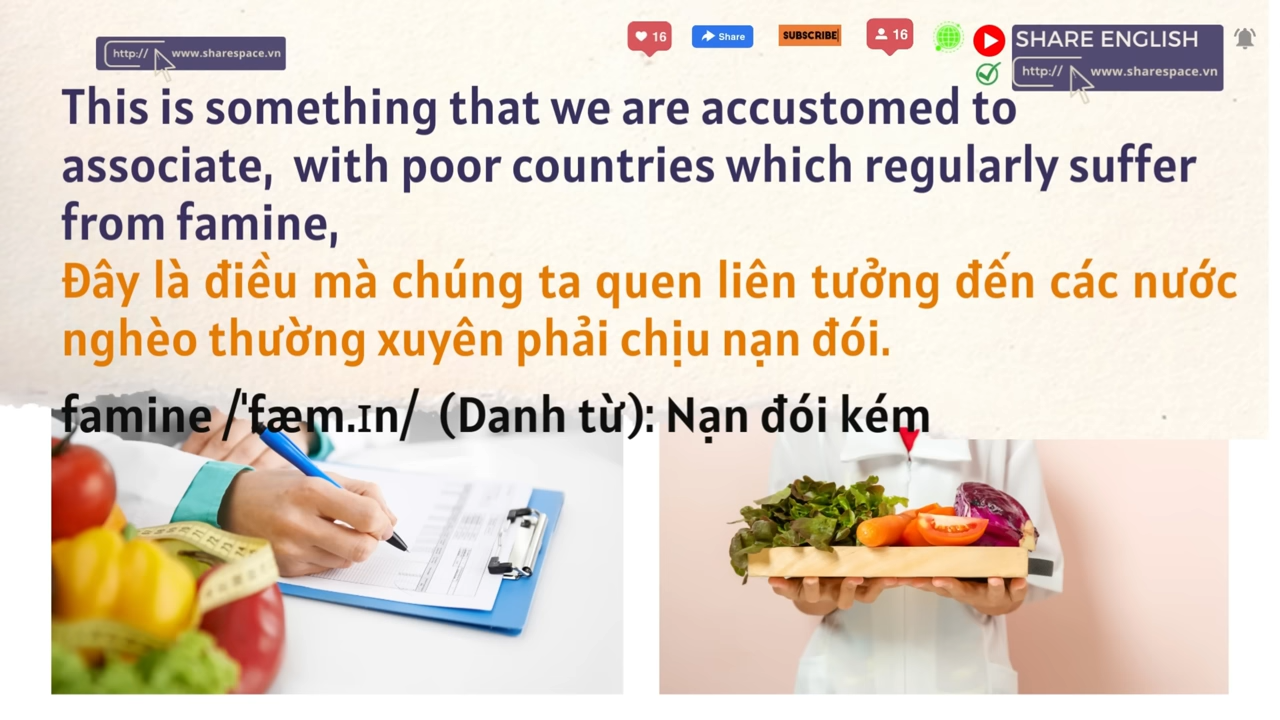 http:// www.sharespace.vn
16 Share SUBSCRIBE 16
SHARE ENGLISH
http:// www.sharespace.vn
This is something that we are accustomed to
associate, with poor countries which regularly suffer
from famine,
Đây là điều mà chúng ta quen liên tưởng đến các nước
nghèo thường xuyên phải chịu nạn đói.
famine /ˈfæm.ɪn/ (Danh từ): Nạn đói kém